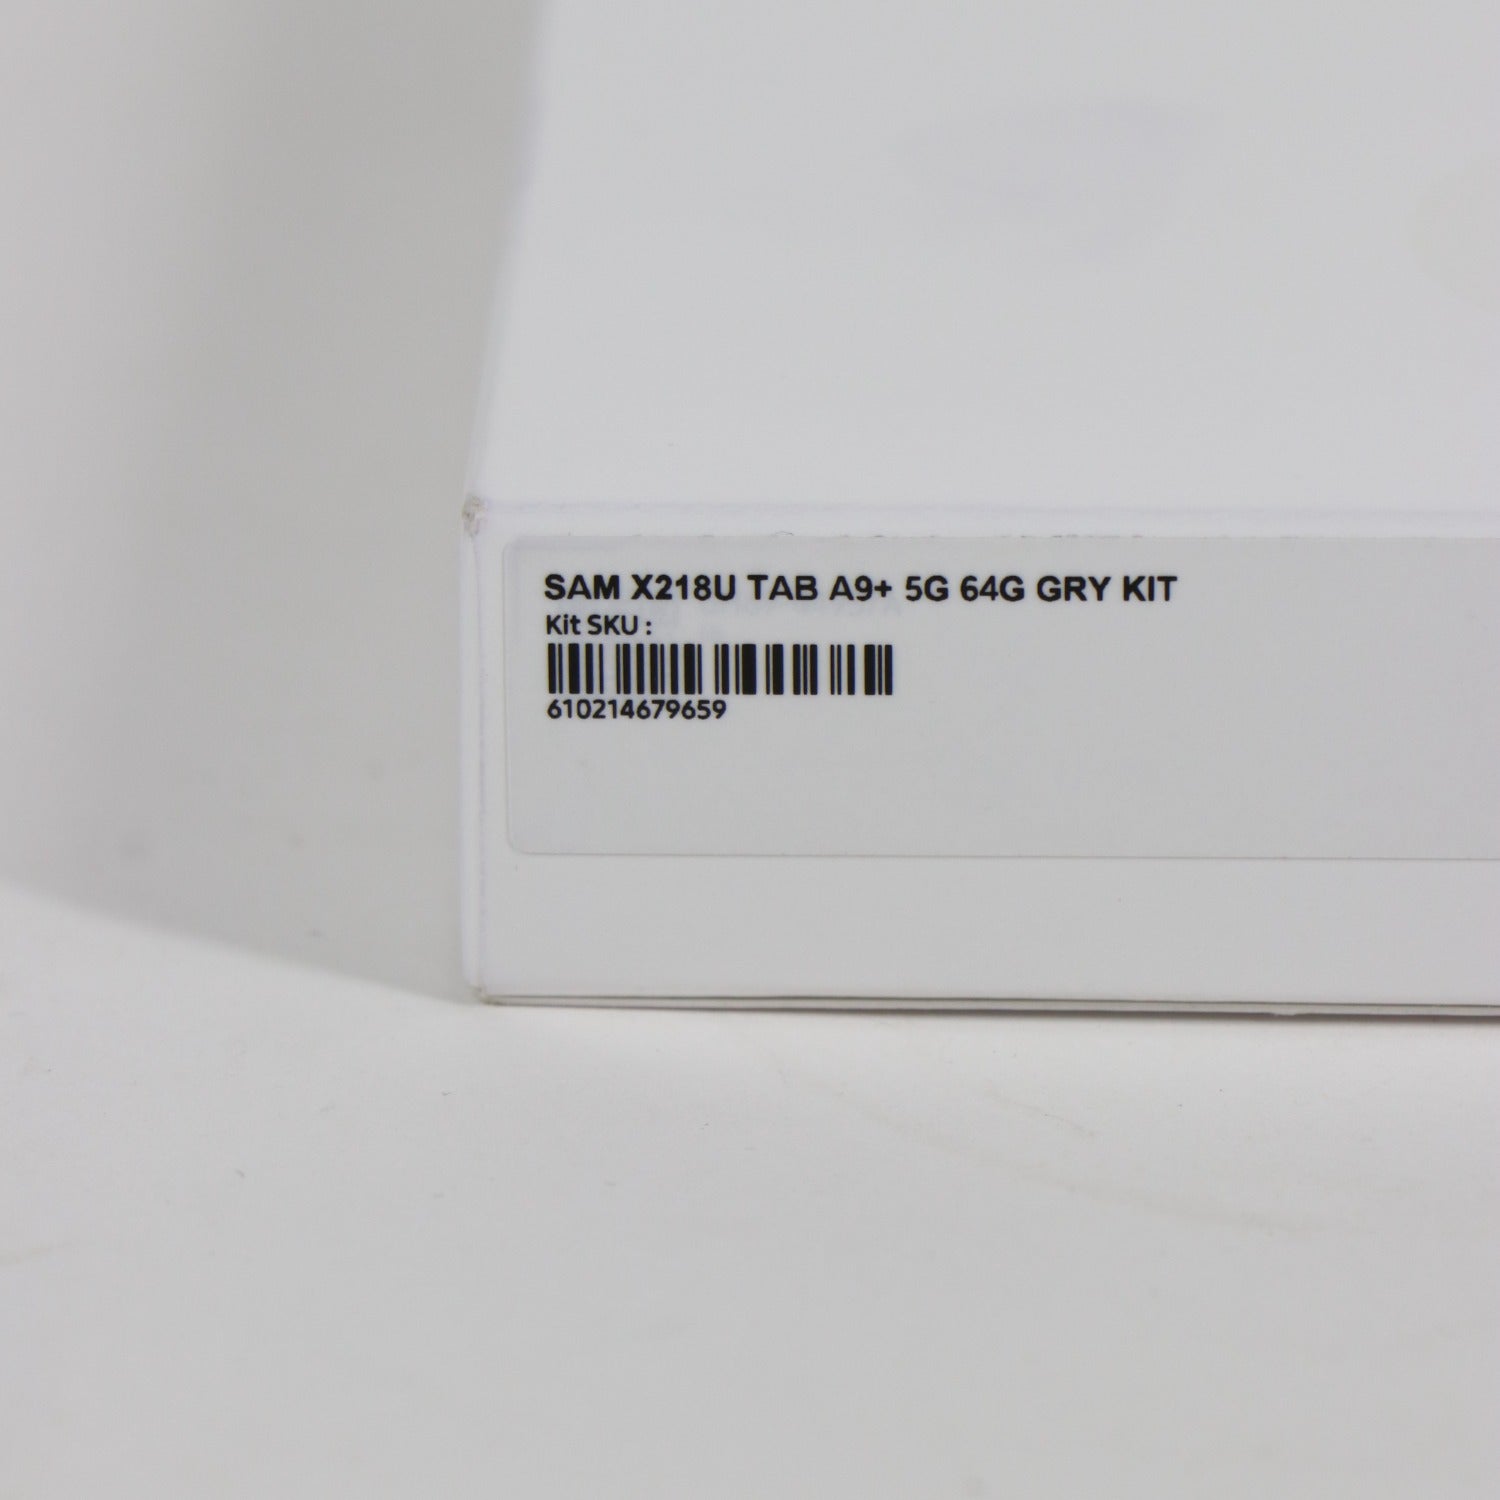 SAM X218U TAB A9+ 5G 64G GRY KIT
Kit SKU :
610214679659